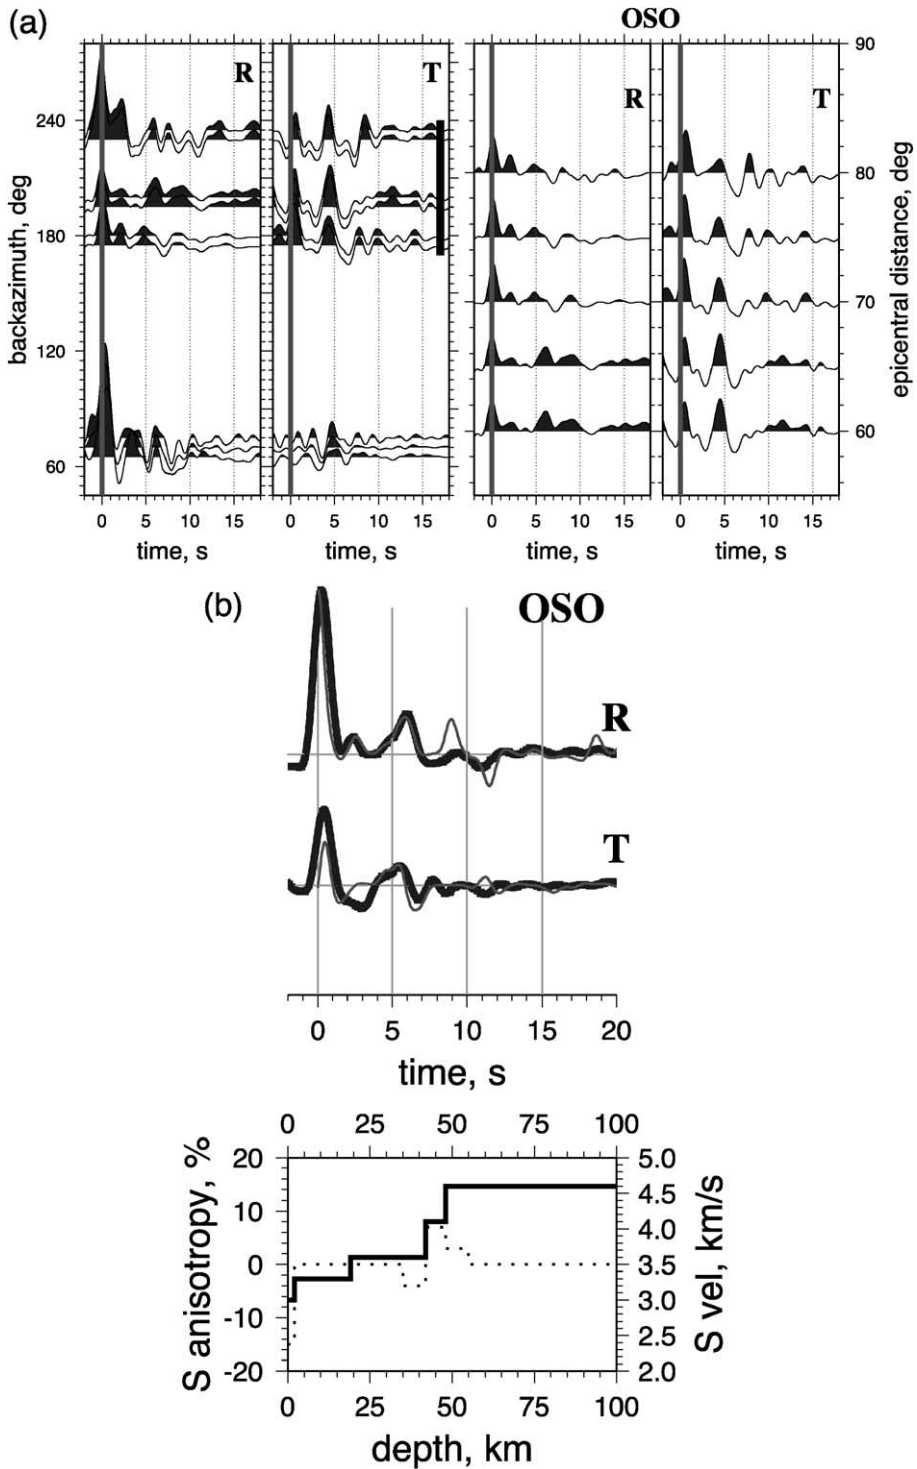 (a)
OSO
R
T
R
T
240
180
120
60
backazimuth, deg
90
80
70
60
epicentral distance, deg
0 5 10 15
0 5 10 15
0 5 10 15
0 5 10 15
time, s
time, s
time, s
time, s
(b)
OSO
R
T
0 5 10 15 20
time, s
0 25 50 75 100
20
10
0
-10
-20
S anisotropy, %
5.0
4.5
4.0
3.5
3.0
2.5
2.0
S vel, km/s
0 25 50 75 100
depth, km